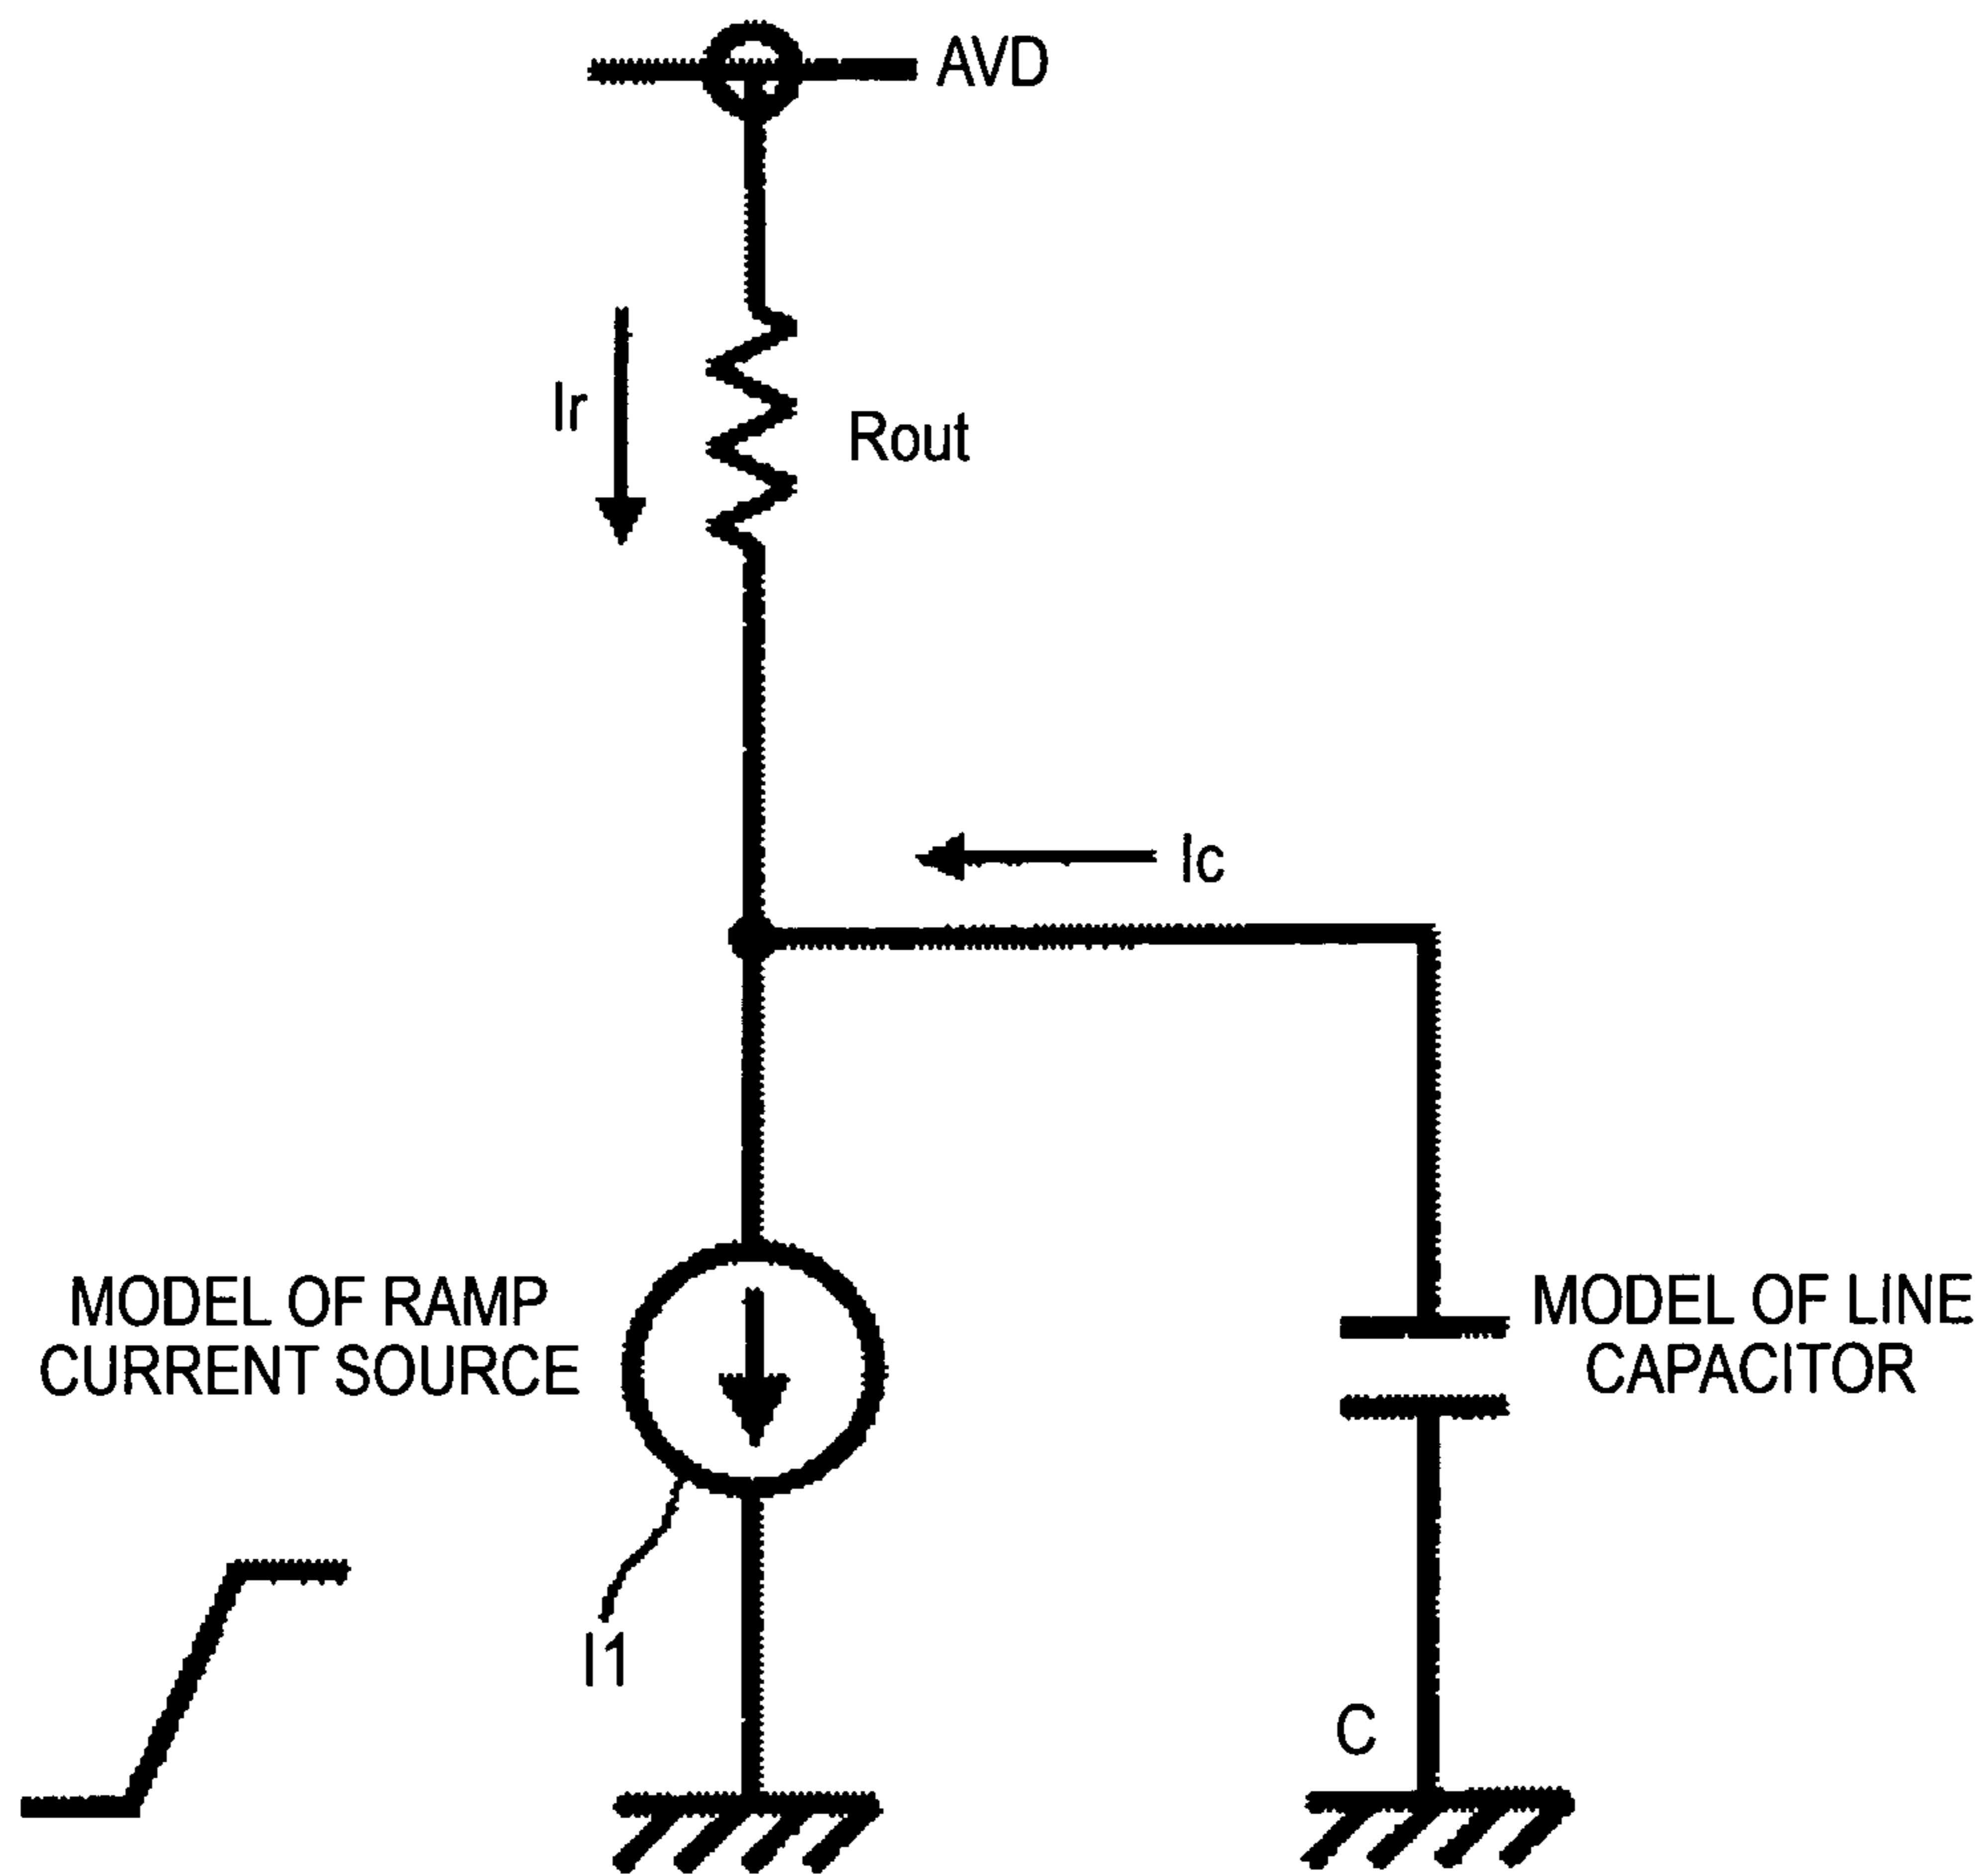 AVD
Ir
Rout
Ic
MODEL OF RAMP
CURRENT SOURCE
MODEL OF LINE
CAPACITOR
I1
C